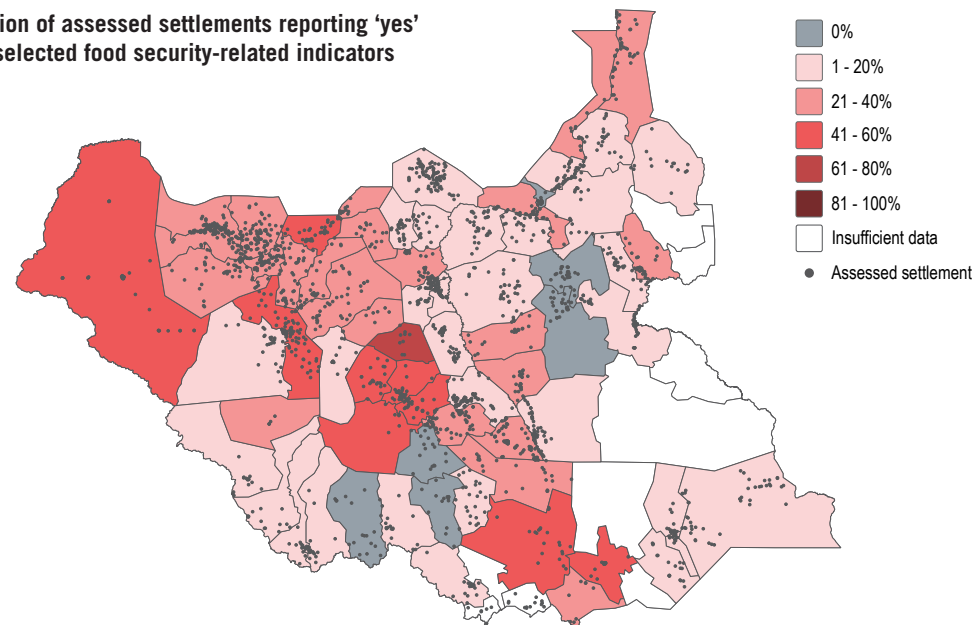 ion of assessed settlements reporting ‘yes’
selected food security-related indicators
0%
1 - 20%
21 - 40%
41 - 60%
61 - 80%
81 - 100%
Insufficient data
Assessed settlement